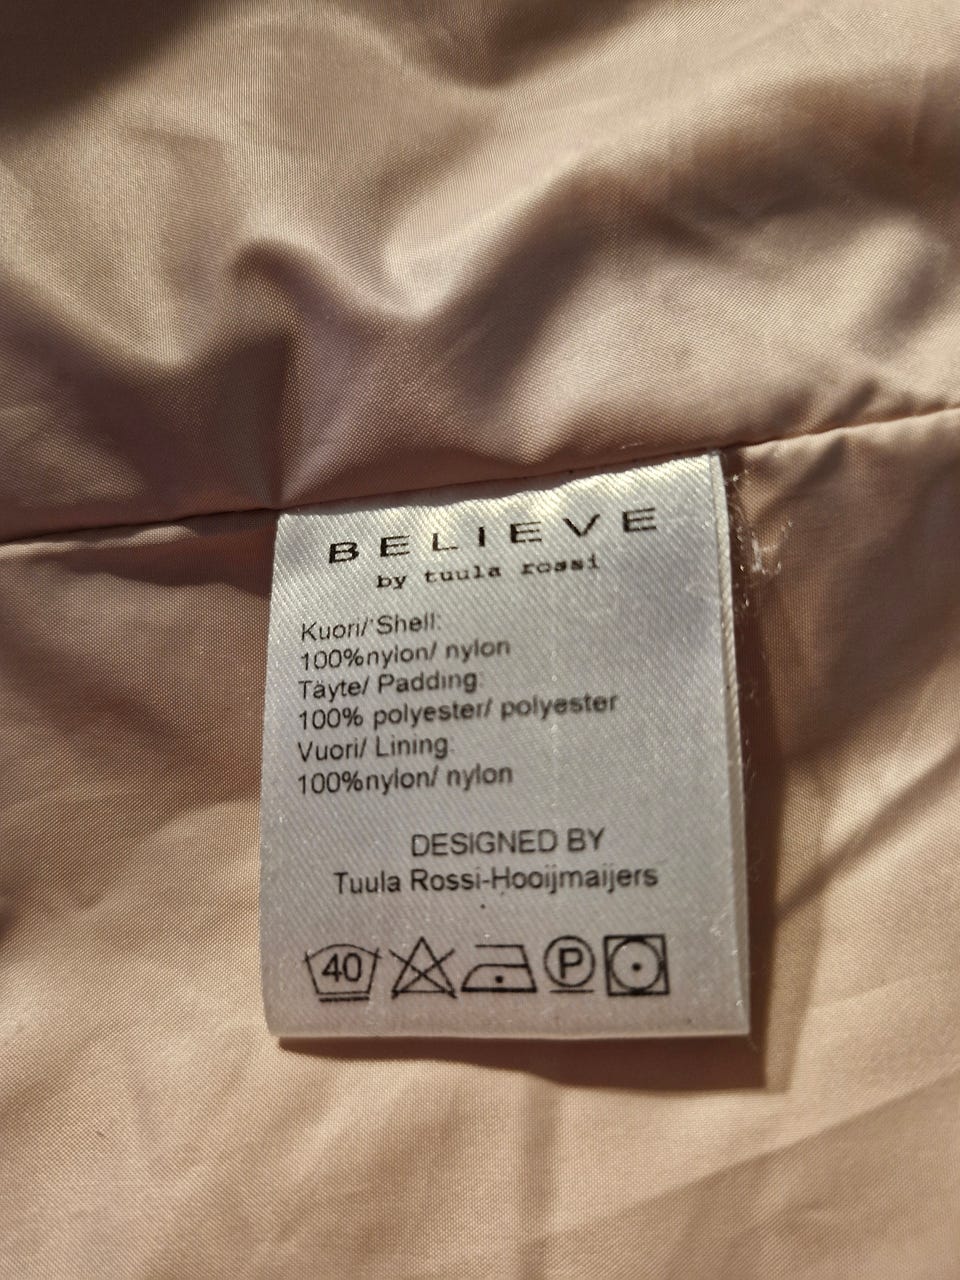 BELIEVE
by tuula rossi
Kuori/ Shell:
100%nylon/ nylon
Täyte/ Padding:
100% polyester/ polyester
Vuori/ Lining:
100%nylon/ nylon
DESIGNED BY
Tuula Rossi-Hooijmaijers
40 P